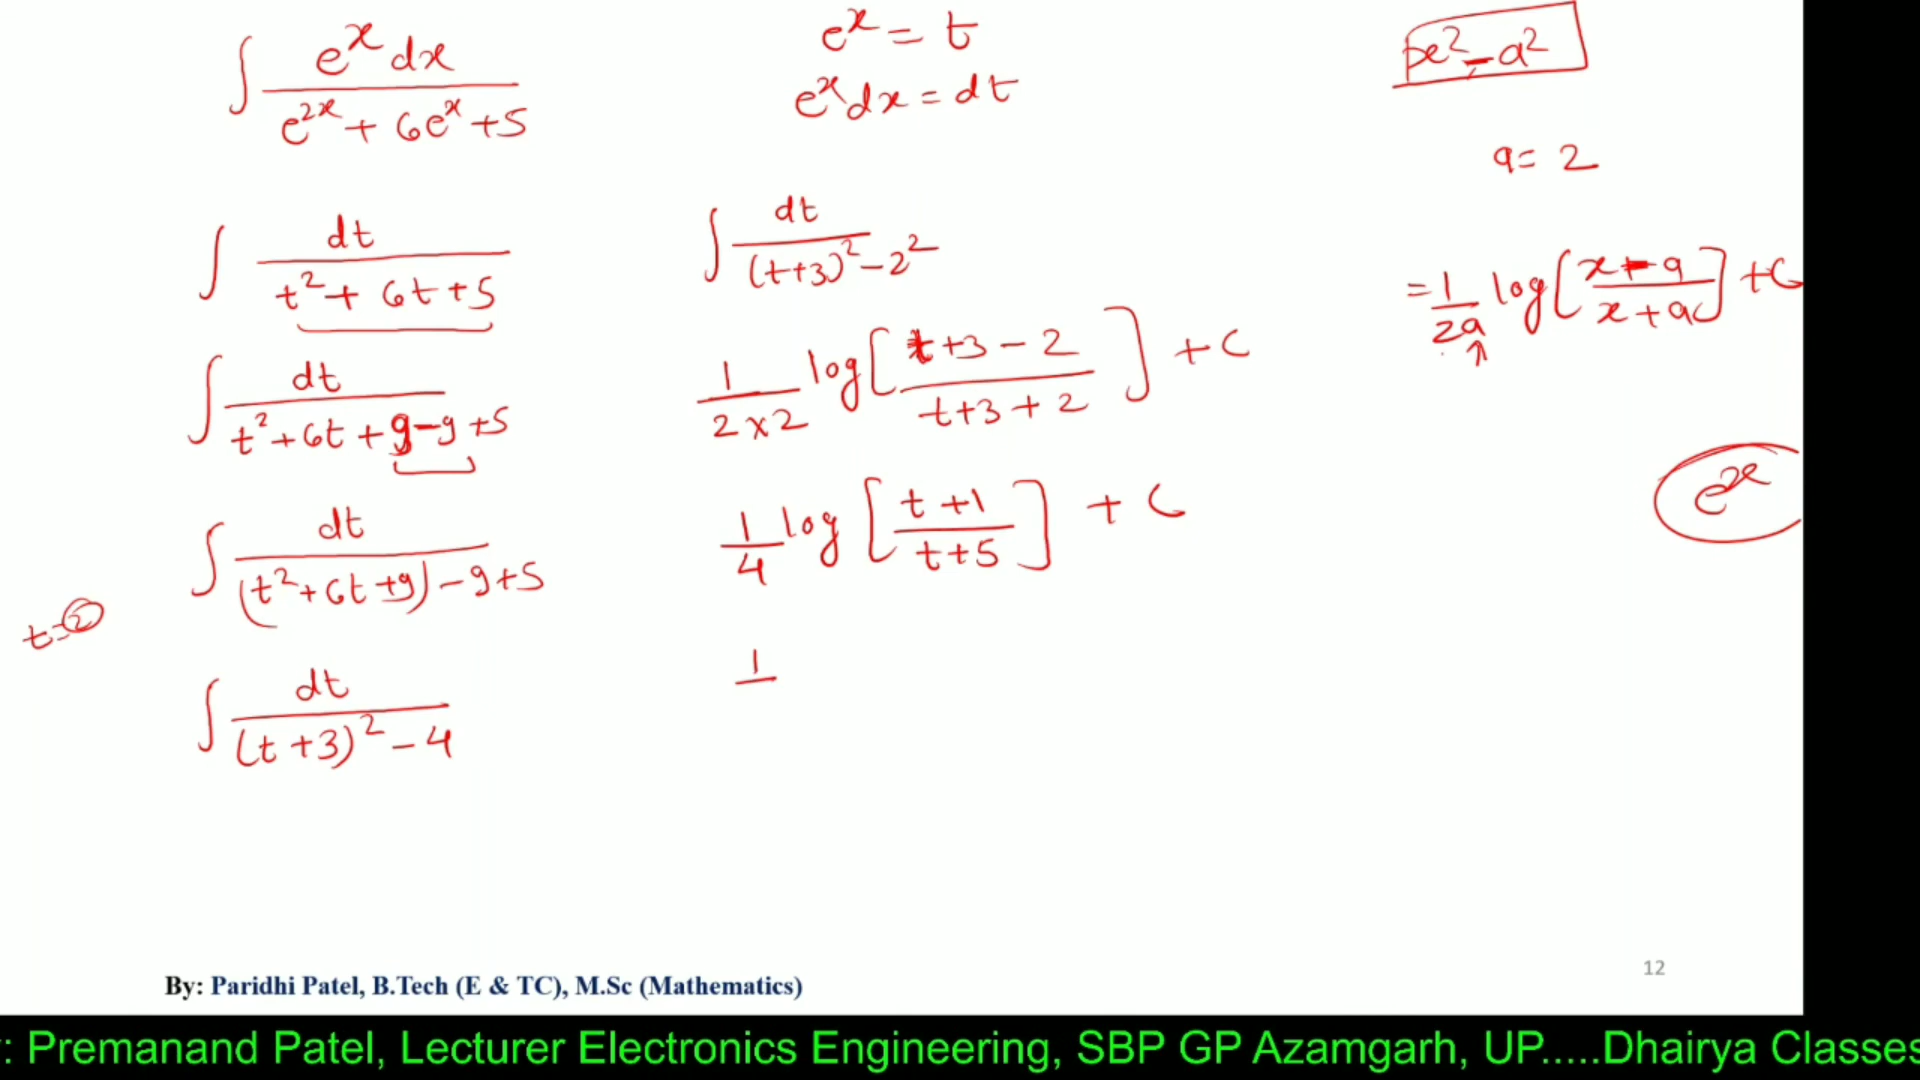 ∫ e^x dx / (e^{2x} + 6e^x + 5)
∫ dt / (t² + 6t + 5)
∫ dt / (t² + 6t + 9 - 9 + 5)
∫ dt / ((t² + 6t + 9) - 9 + 5)
t = 2
∫ dt / ((t + 3)² - 4)
e^x = t
e^x dx = dt
∫ dt / ((t+3)² - 2²)
1/(2×2) log[(t+3-2)/(t+3+2)] + C
1/4 log[(t+1)/(t+5)] + C
1
x² - a²
a = 2
= 1/2a log[(x-a)/(x+a)] + C
e^x
By: Paridhi Patel, B.Tech (E & TC), M.Sc (Mathematics)
12
: Premanand Patel, Lecturer Electronics Engineering, SBP GP Azamgarh, UP.....Dhairya Classes